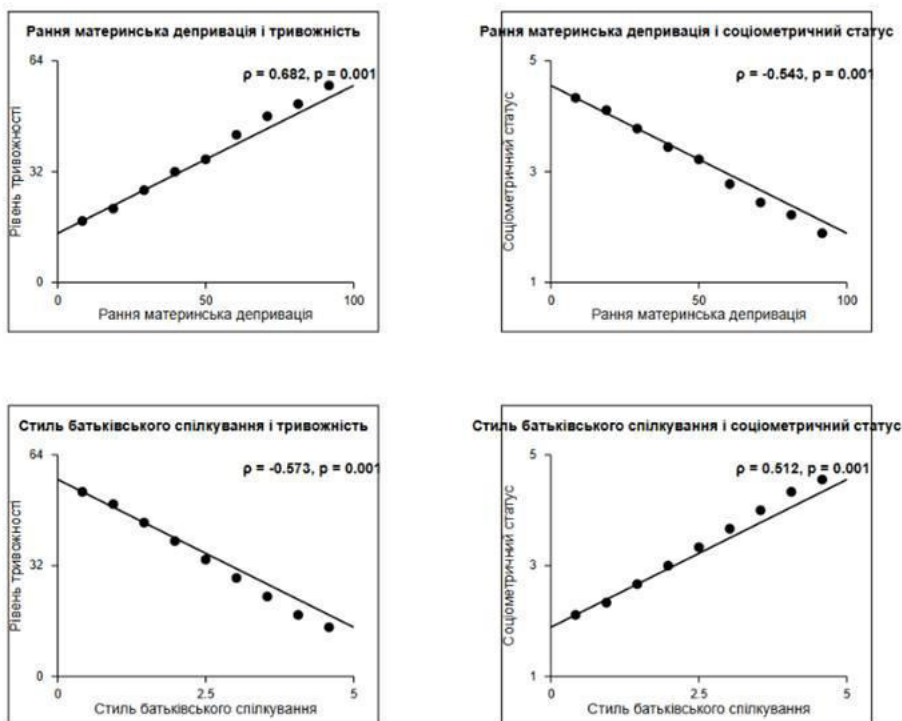 Рання материнська депривація і тривожність
ρ = 0.682, p = 0.001
64
32
0
Рівень тривожності
0
50
100
Рання материнська депривація
Рання материнська депривація і соціометричний статус
ρ = -0.543, p = 0.001
5
3
1
Соціометричний статус
0
50
100
Рання материнська депривація
Стиль батьківського спілкування і тривожність
ρ = -0.573, p = 0.001
64
32
0
Рівень тривожності
0
2.5
5
Стиль батьківського спілкування
Стиль батьківського спілкування і соціометричний статус
ρ = 0.512, p = 0.001
5
3
1
Соціометричний статус
0
2.5
5
Стиль батьківського спілкування